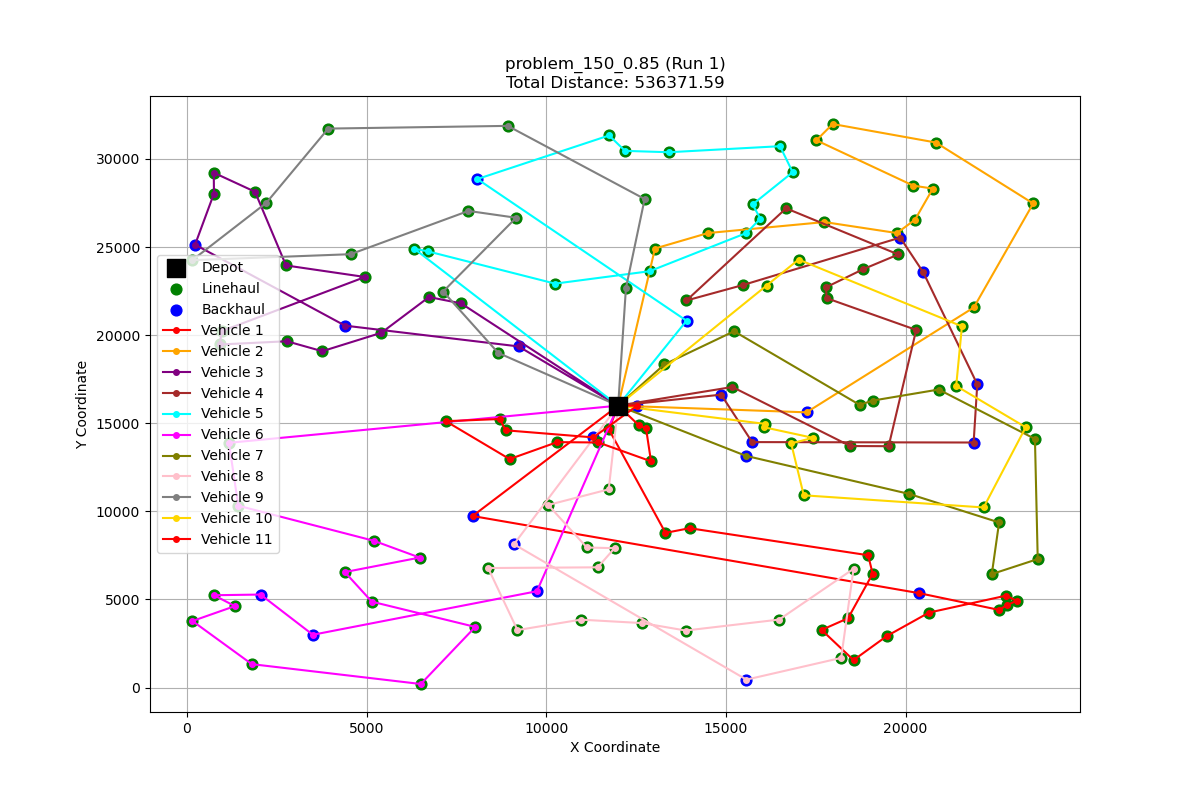 problem_150_0.85 (Run 1)
Total Distance: 536371.59
Y Coordinate
30000
25000
20000
15000
10000
5000
0
Depot
Linehaul
Backhaul
Vehicle 1
Vehicle 2
Vehicle 3
Vehicle 4
Vehicle 5
Vehicle 6
Vehicle 7
Vehicle 8
Vehicle 9
Vehicle 10
Vehicle 11
0 5000 10000 15000 20000
X Coordinate